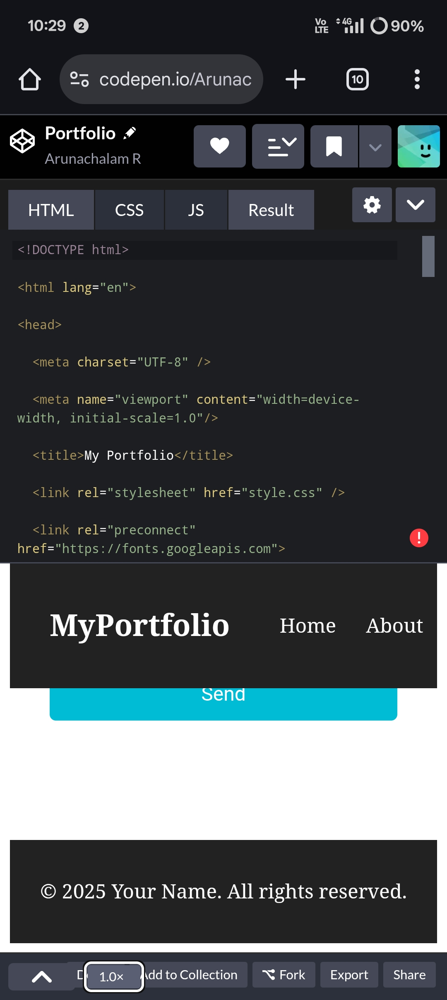 10:29 2 Vo LTE 4G 90%
codepen.io/Arunac 10
Portfolio
Arunachalam R
HTML CSS JS Result
<!DOCTYPE html>
<html lang="en">
<head>
<meta charset="UTF-8" />
<meta name="viewport" content="width=device-
width, initial-scale=1.0"/>
<title>My Portfolio</title>
<link rel="stylesheet" href="style.css" />
<link rel="preconnect"
href="https://fonts.googleapis.com">
!
MyPortfolio Home About
Send
© 2025 Your Name. All rights reserved.
1.0× Add to Collection Fork Export Share